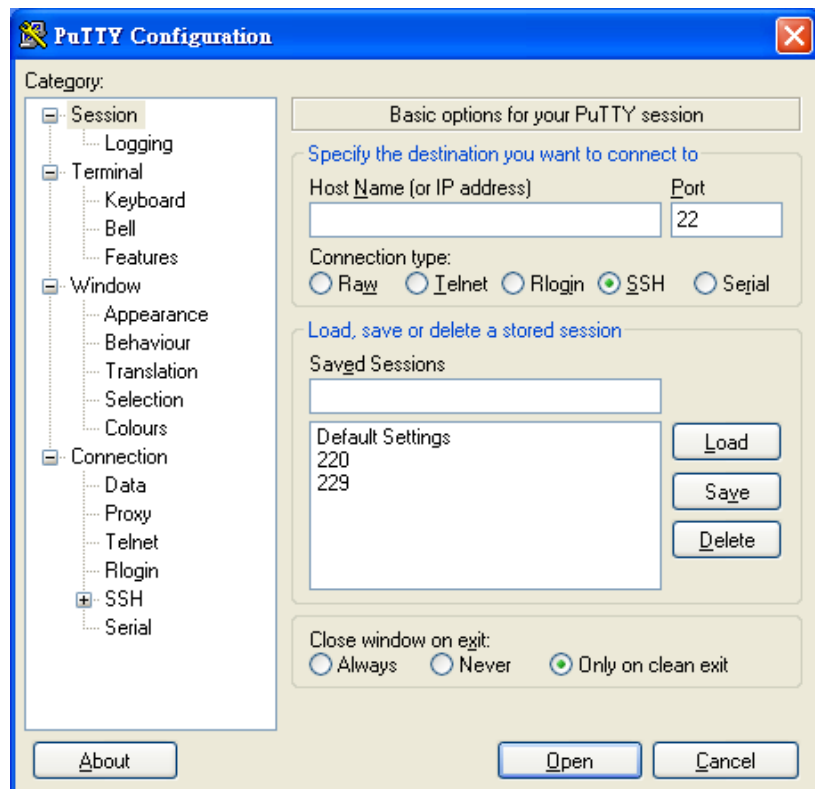 PuTTY Configuration
Category:
Session
Logging
Terminal
Keyboard
Bell
Features
Window
Appearance
Behaviour
Translation
Selection
Colours
Connection
Data
Proxy
Telnet
Rlogin
SSH
Serial
Basic options for your PuTTY session
Specify the destination you want to connect to
Host Name (or IP address) Port
22
Connection type:
Raw Telnet Rlogin SSH Serial
Load, save or delete a stored session
Saved Sessions
Default Settings
220
229
Load
Save
Delete
Close window on exit:
Always Never Only on clean exit
About Open Cancel